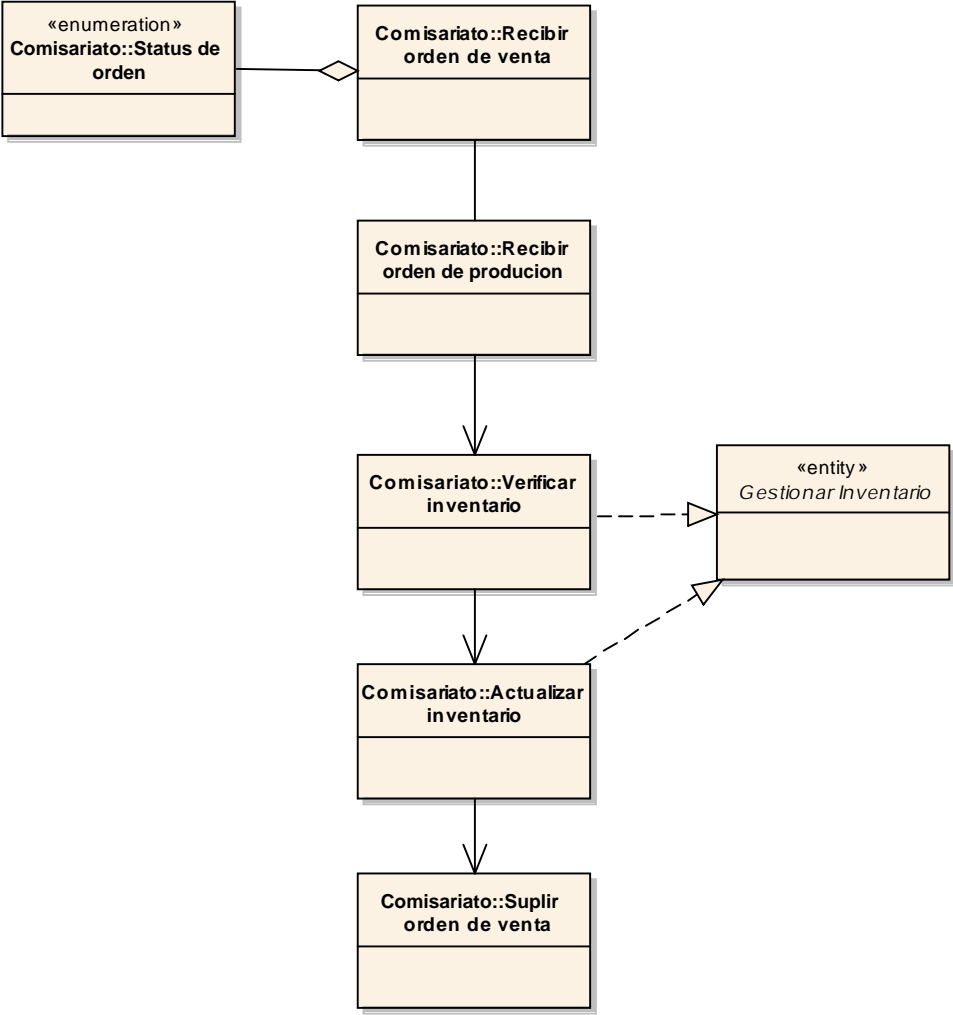 «enumeration»
Comisariato::Status de
orden
Comisariato::Recibir
orden de venta
Comisariato::Recibir
orden de producion
Comisariato::Verificar
inventario
«entity»
Gestionar Inventario
Comisariato::Actualizar
inventario
Comisariato::Suplir
orden de venta